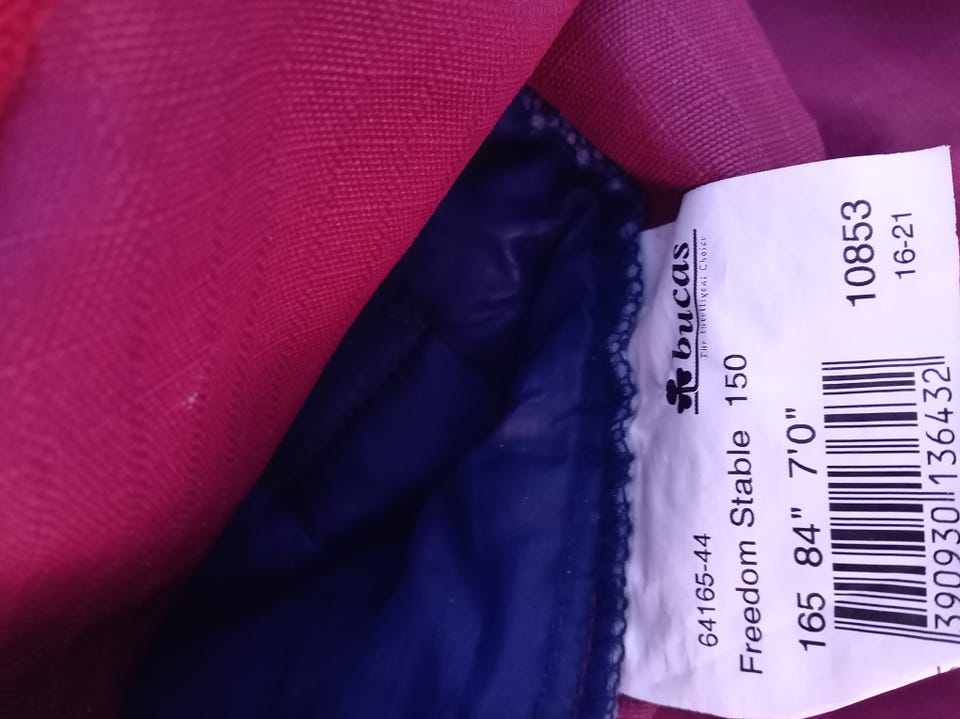 bucas
The Intelligent Choice
64165-44
Freedom Stable 150
165 84" 7'0"
10853
16-21
390930 136432